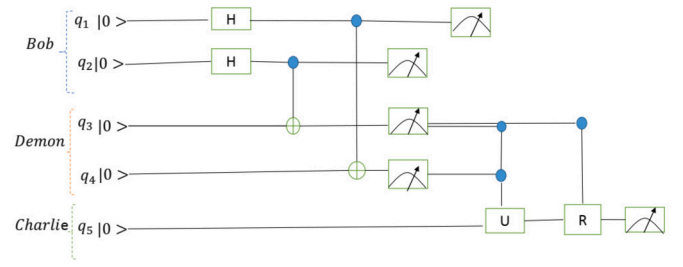 q₁ |0 > H
Bob
q₂|0 > H
q₃ |0 >
Demon
q₄ |0 >
Charlie q₅ |0 > U R